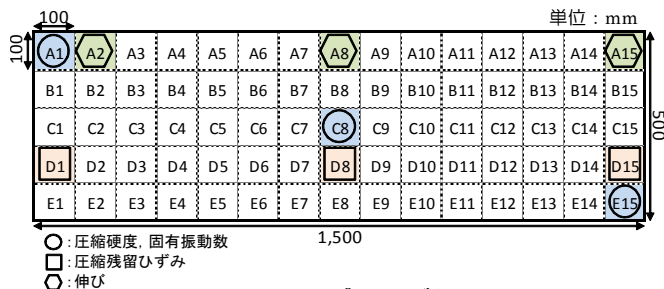 100
単位：mm
100
A1 A2 A3 A4 A5 A6 A7 A8 A9 A10 A11 A12 A13 A14 A15
B1 B2 B3 B4 B5 B6 B7 B8 B9 B10 B11 B12 B13 B14 B15
C1 C2 C3 C4 C5 C6 C7 C8 C9 C10 C11 C12 C13 C14 C15
D1 D2 D3 D4 D5 D6 D7 D8 D9 D10 D11 D12 D13 D14 D15
E1 E2 E3 E4 E5 E6 E7 E8 E9 E10 E11 E12 E13 E14 E15
500
1,500
○：圧縮硬度, 固有振動数
□：圧縮残留ひずみ
⬡：伸び